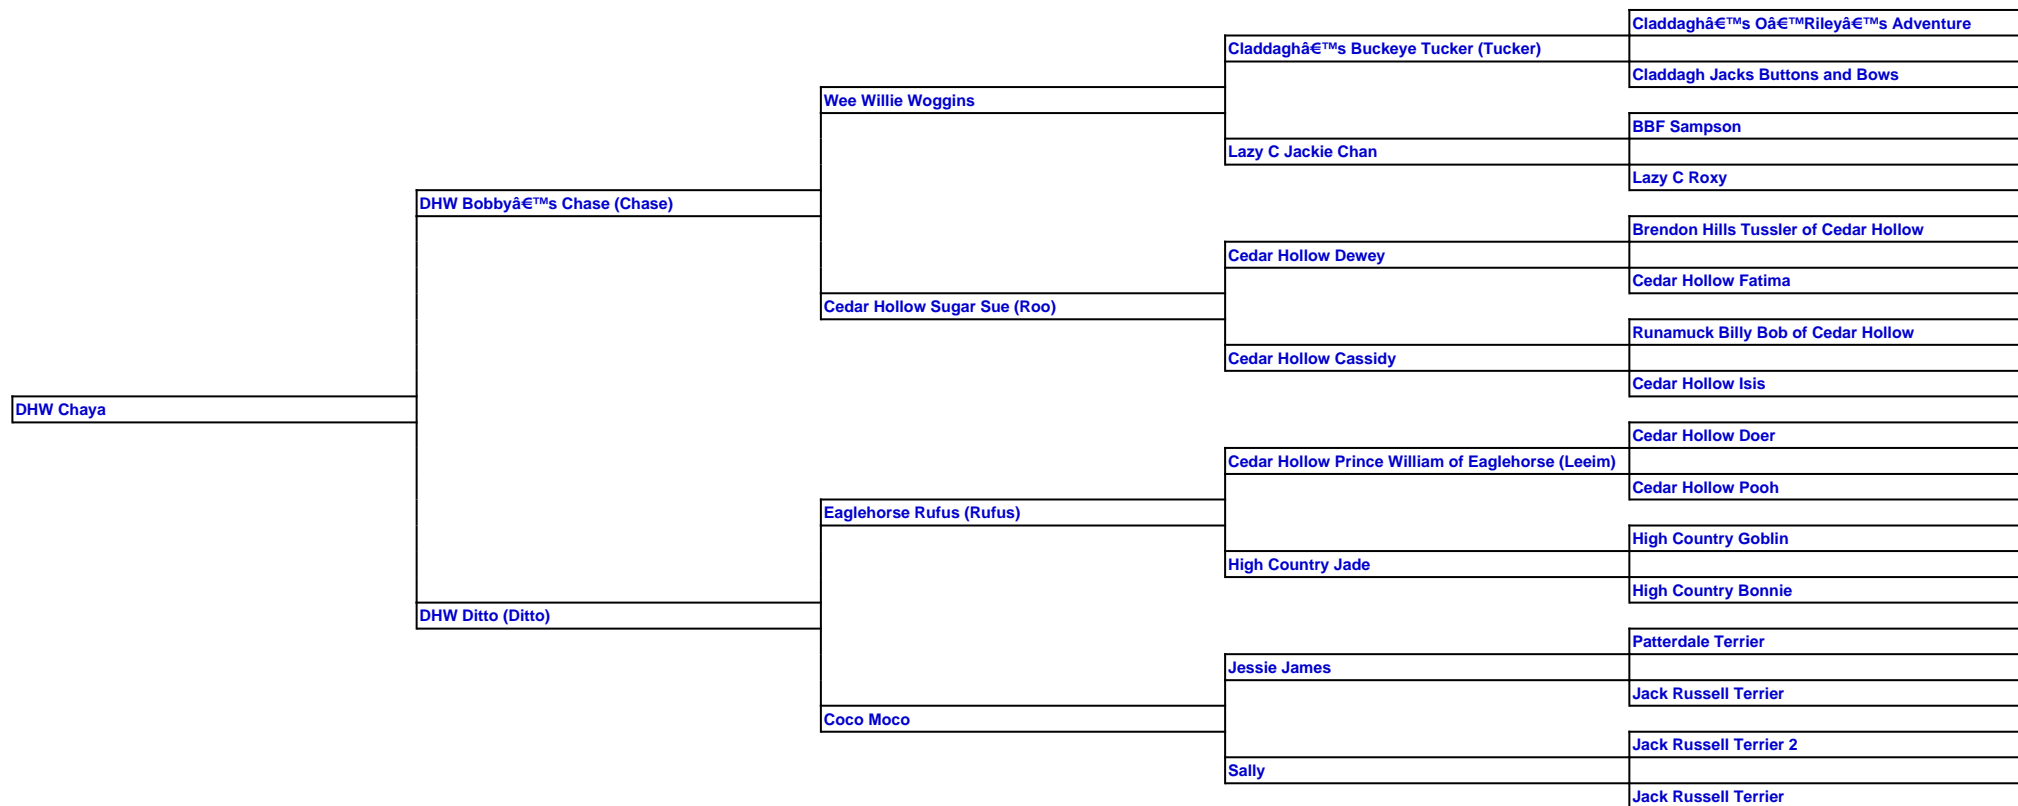 Claddaghâ€™s Oâ€™Rileyâ€™s Adventure
Claddaghâ€™s Buckeye Tucker (Tucker)
Claddagh Jacks Buttons and Bows
Wee Willie Woggins
BBF Sampson
Lazy C Jackie Chan
Lazy C Roxy
DHW Bobbyâ€™s Chase (Chase)
Brendon Hills Tussler of Cedar Hollow
Cedar Hollow Dewey
Cedar Hollow Fatima
Cedar Hollow Sugar Sue (Roo)
Runamuck Billy Bob of Cedar Hollow
Cedar Hollow Cassidy
Cedar Hollow Isis
DHW Chaya
Cedar Hollow Doer
Cedar Hollow Prince William of Eaglehorse (Leeim)
Cedar Hollow Pooh
Eaglehorse Rufus (Rufus)
High Country Goblin
High Country Jade
High Country Bonnie
DHW Ditto (Ditto)
Patterdale Terrier
Jessie James
Jack Russell Terrier
Coco Moco
Jack Russell Terrier 2
Sally
Jack Russell Terrier